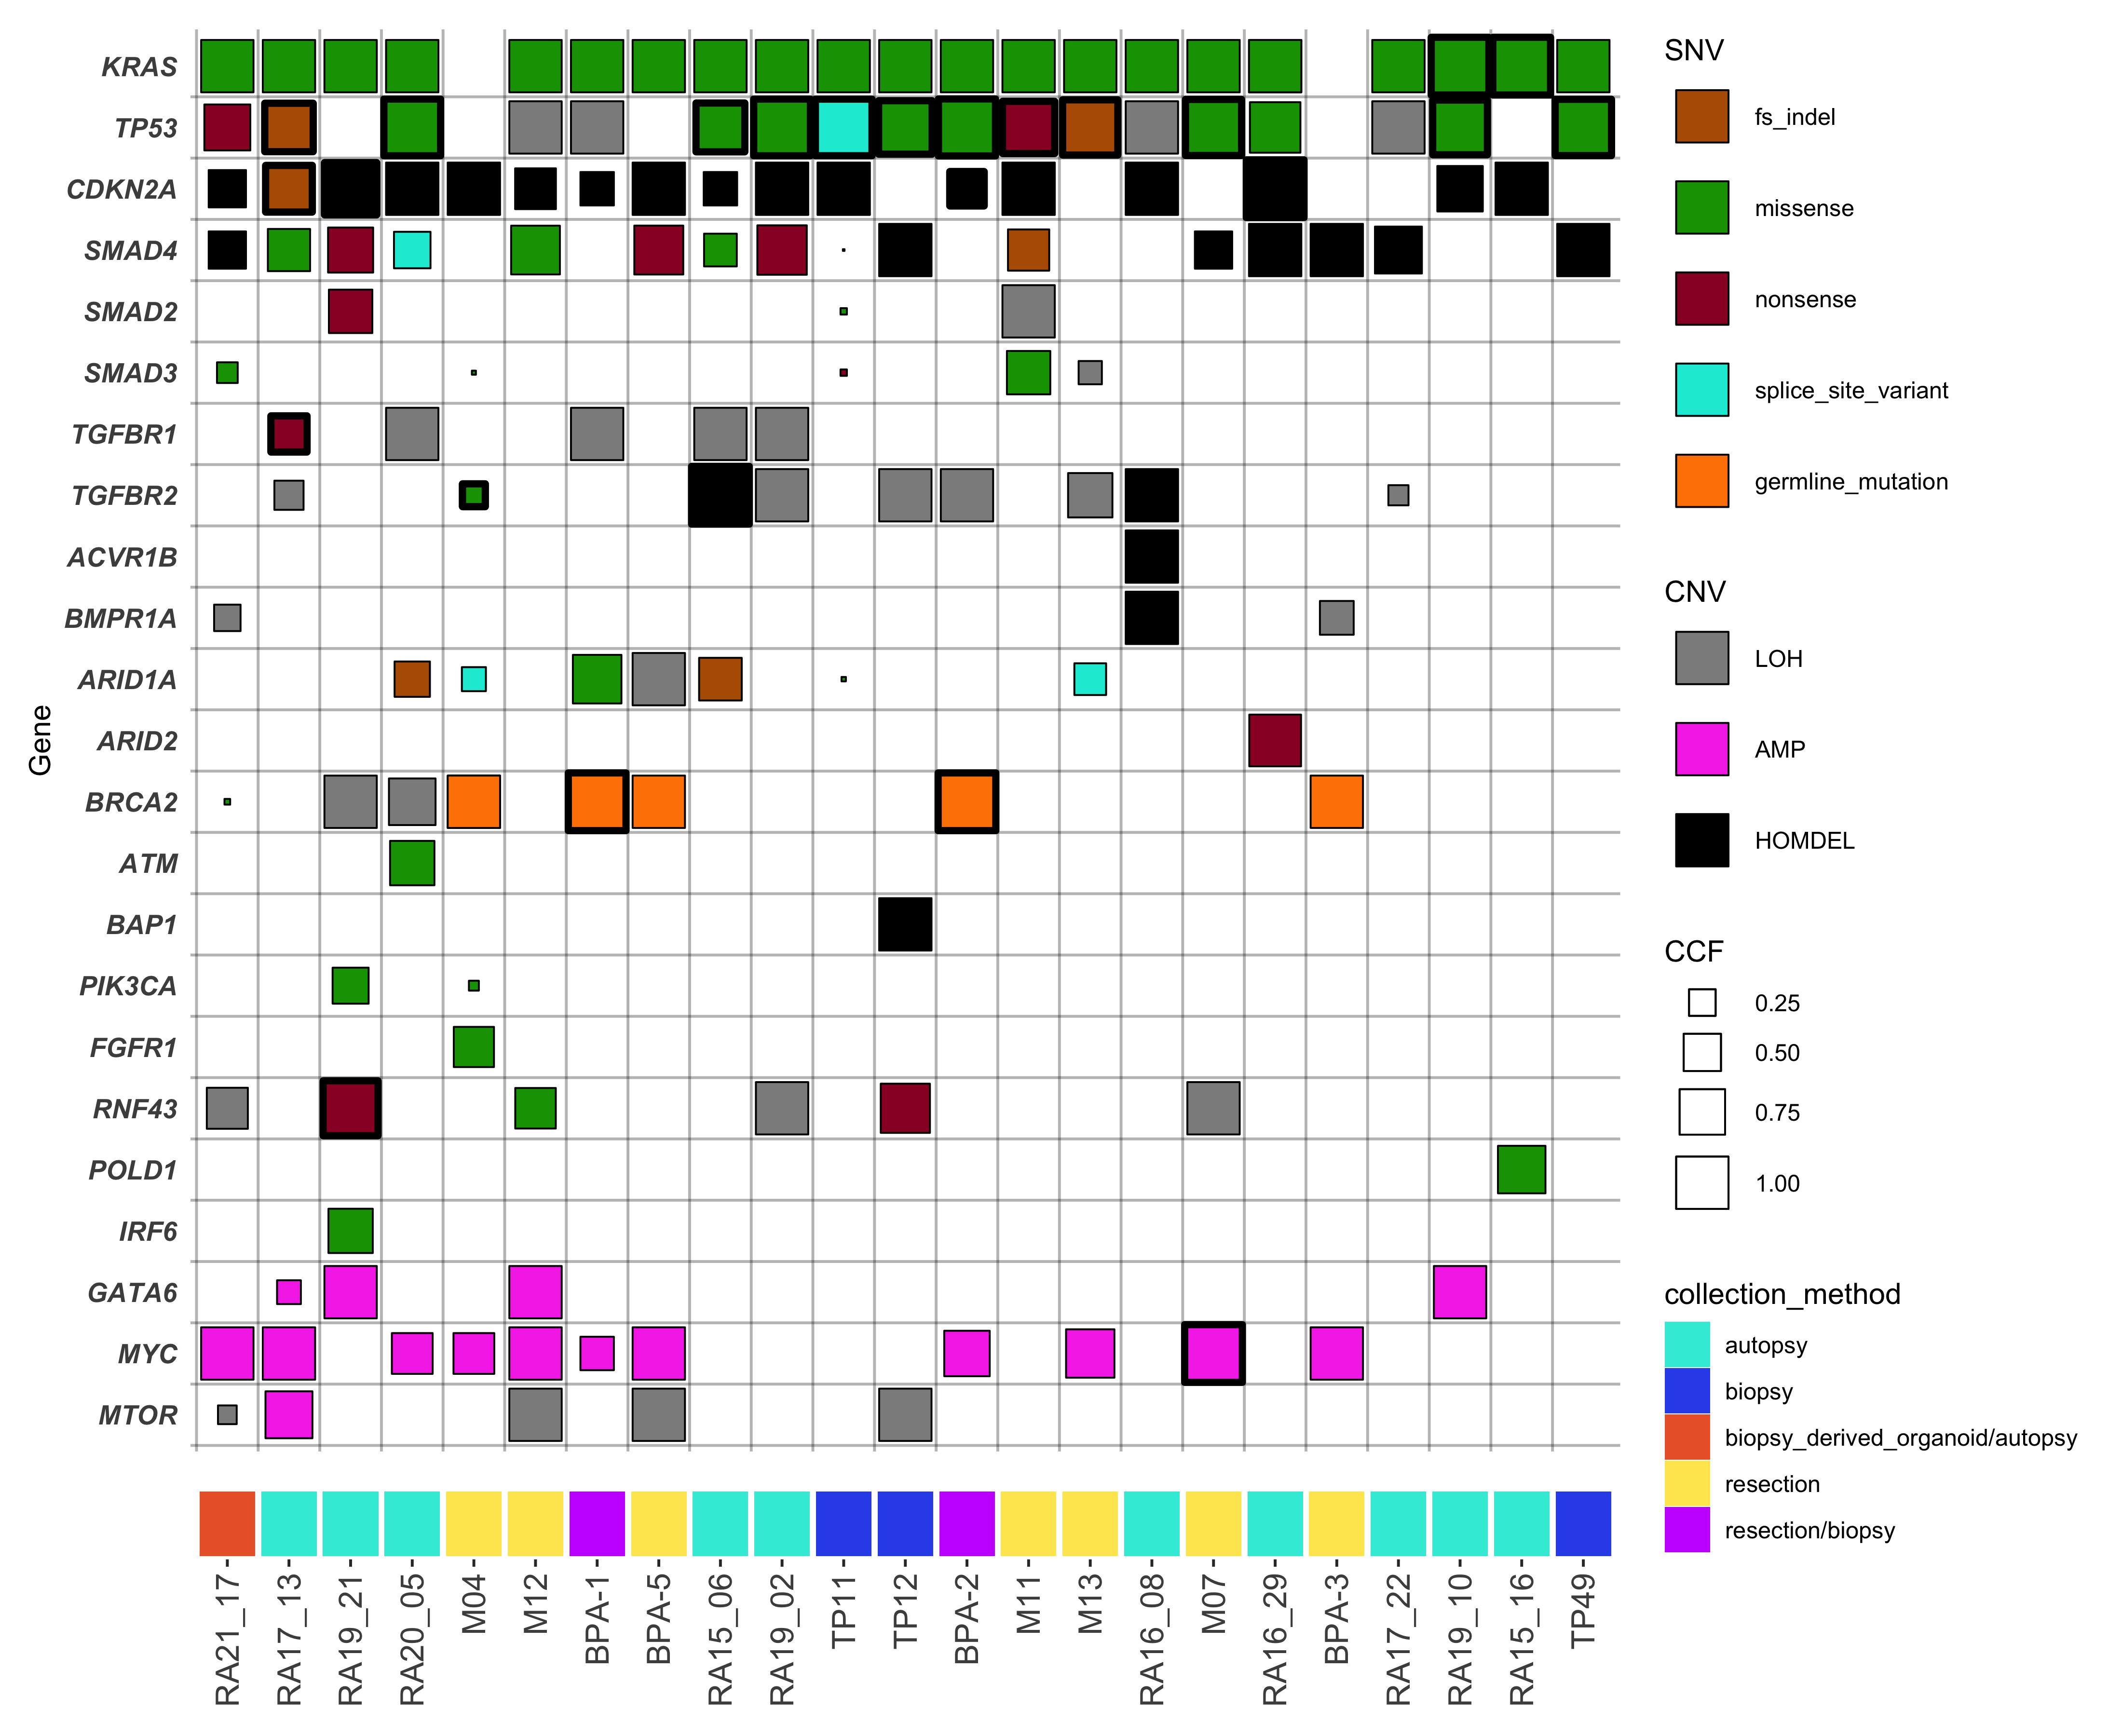 Gene
KRAS
TP53
CDKN2A
SMAD4
SMAD2
SMAD3
TGFBR1
TGFBR2
ACVR1B
BMPR1A
ARID1A
ARID2
BRCA2
ATM
BAP1
PIK3CA
FGFR1
RNF43
POLD1
IRF6
GATA6
MYC
MTOR
RA21_17
RA17_13
RA19_21
RA20_05
M04
M12
BPA-1
BPA-5
RA15_06
RA19_02
TP11
TP12
BPA-2
M11
M13
RA16_08
M07
RA16_29
BPA-3
RA17_22
RA19_10
RA15_16
TP49
SNV
fs_indel
missense
nonsense
splice_site_variant
germline_mutation
CNV
LOH
AMP
HOMDEL
CCF
0.25
0.50
0.75
1.00
collection_method
autopsy
biopsy
biopsy_derived_organoid/autopsy
resection
resection/biopsy